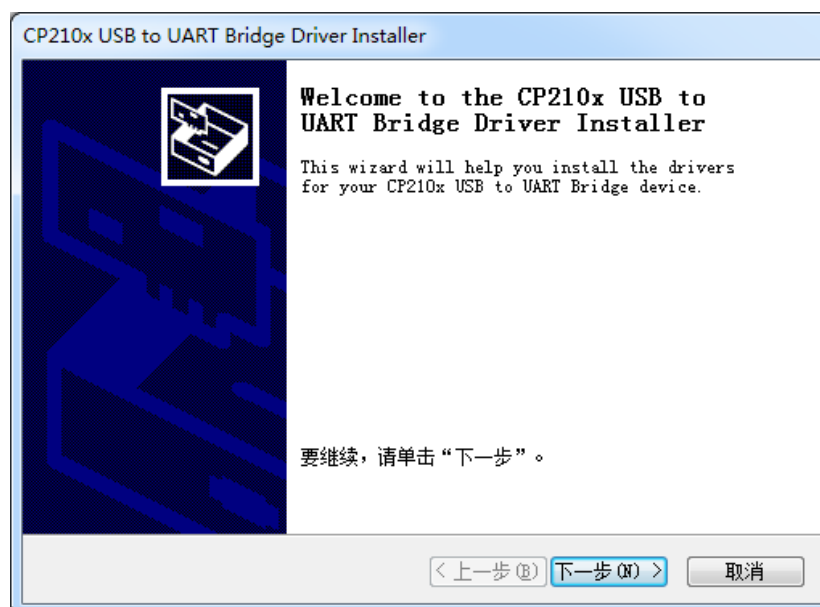 CP210x USB to UART Bridge Driver Installer
Welcome to the CP210x USB to
UART Bridge Driver Installer
This wizard will help you install the drivers
for your CP210x USB to UART Bridge device.
要继续，请单击“下一步”。
< 上一步(B) 下一步(N) > 取消